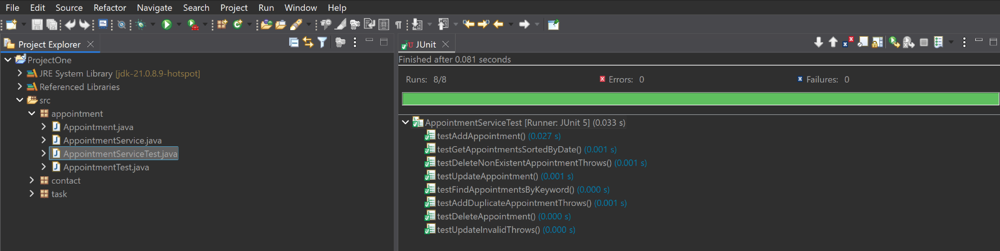 File Edit Source Refactor Navigate Search Project Run Window Help
Project Explorer
ProjectOne
JRE System Library [jdk-21.0.8.9-hotspot]
Referenced Libraries
src
appointment
Appointment.java
AppointmentService.java
AppointmentServiceTest.java
AppointmentTest.java
contact
task
JUnit
Finished after 0.081 seconds
Runs: 8/8 Errors: 0 Failures: 0
AppointmentServiceTest [Runner: JUnit 5] (0.033 s)
testAddAppointment() (0.027 s)
testGetAppointmentsSortedByDate() (0.001 s)
testDeleteNonExistentAppointmentThrows() (0.001 s)
testUpdateAppointment() (0.001 s)
testFindAppointmentsByKeyword() (0.000 s)
testAddDuplicateAppointmentThrows() (0.001 s)
testDeleteAppointment() (0.000 s)
testUpdateInvalidThrows() (0.000 s)